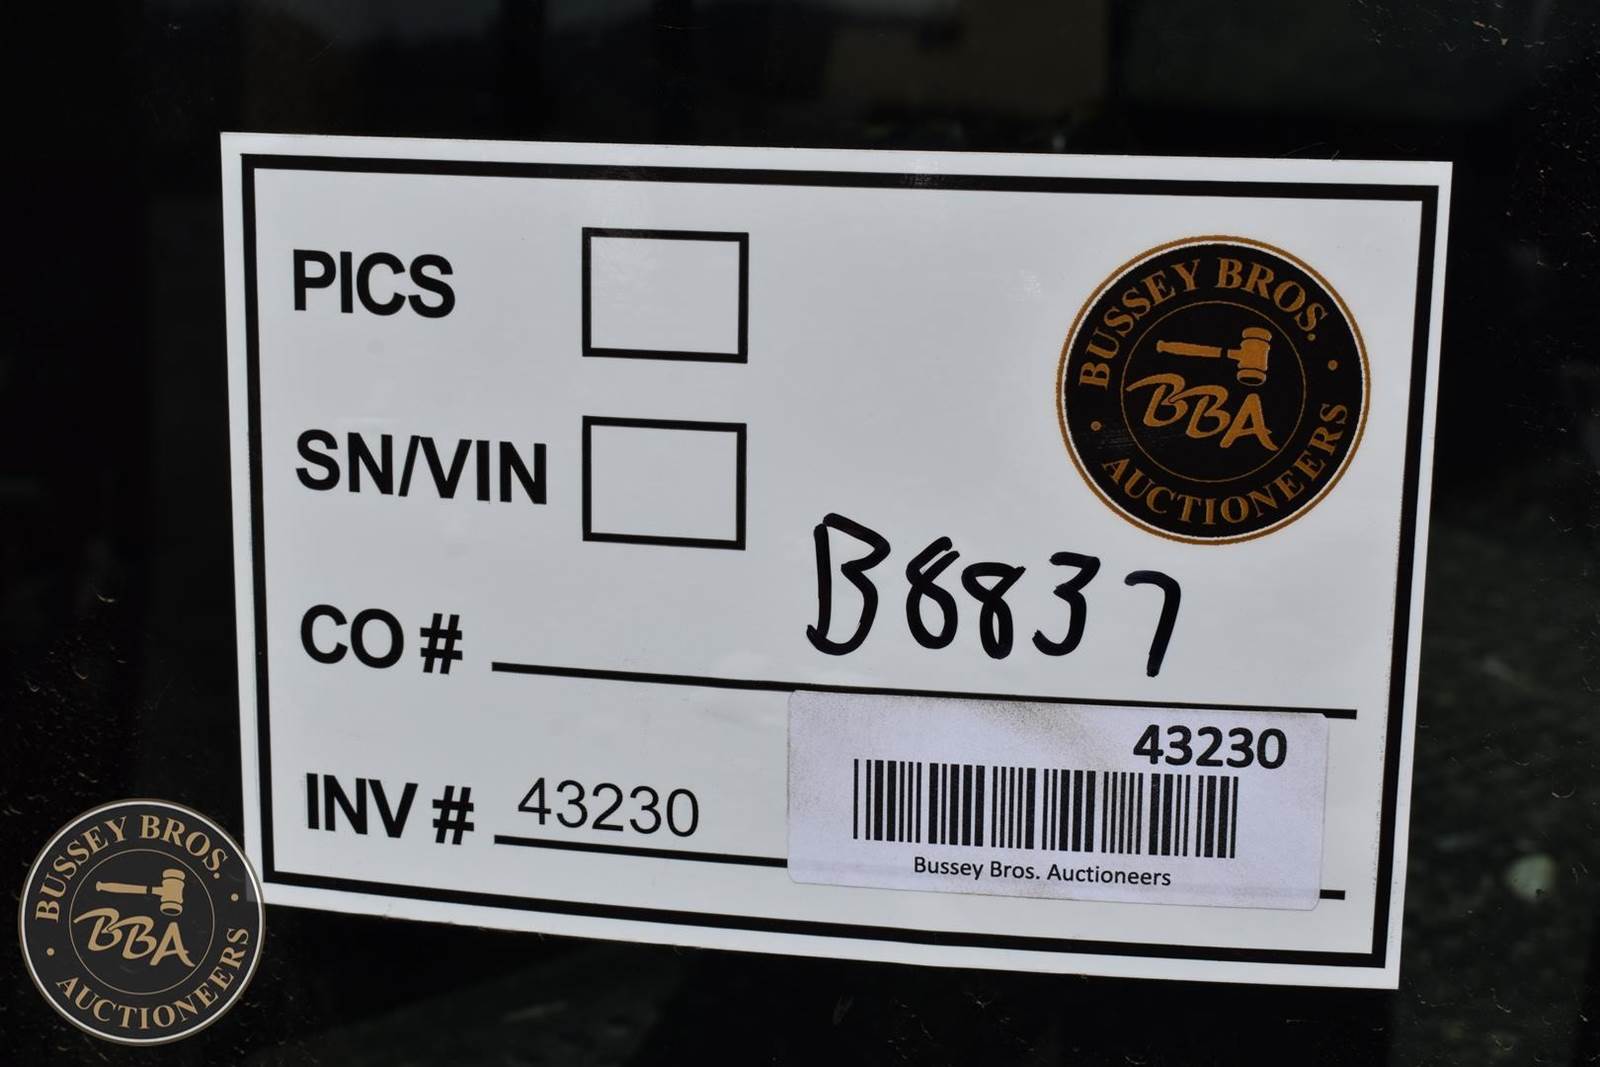 PICS
BUSSEY BROS.
BBA
AUCTIONEERS
SN/VIN
CO # B8837
INV # 43230
43230
Bussey Bros. Auctioneers
BUSSEY BROS.
BBA
AUCTIONEERS